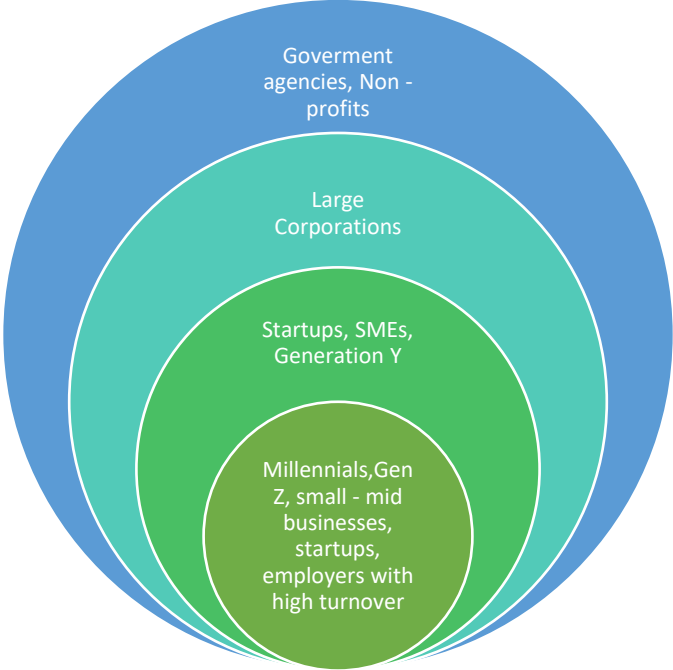 Goverment
agencies, Non -
profits
Large
Corporations
Startups, SMEs,
Generation Y
Millennials,Gen
Z, small - mid
businesses,
startups,
employers with
high turnover